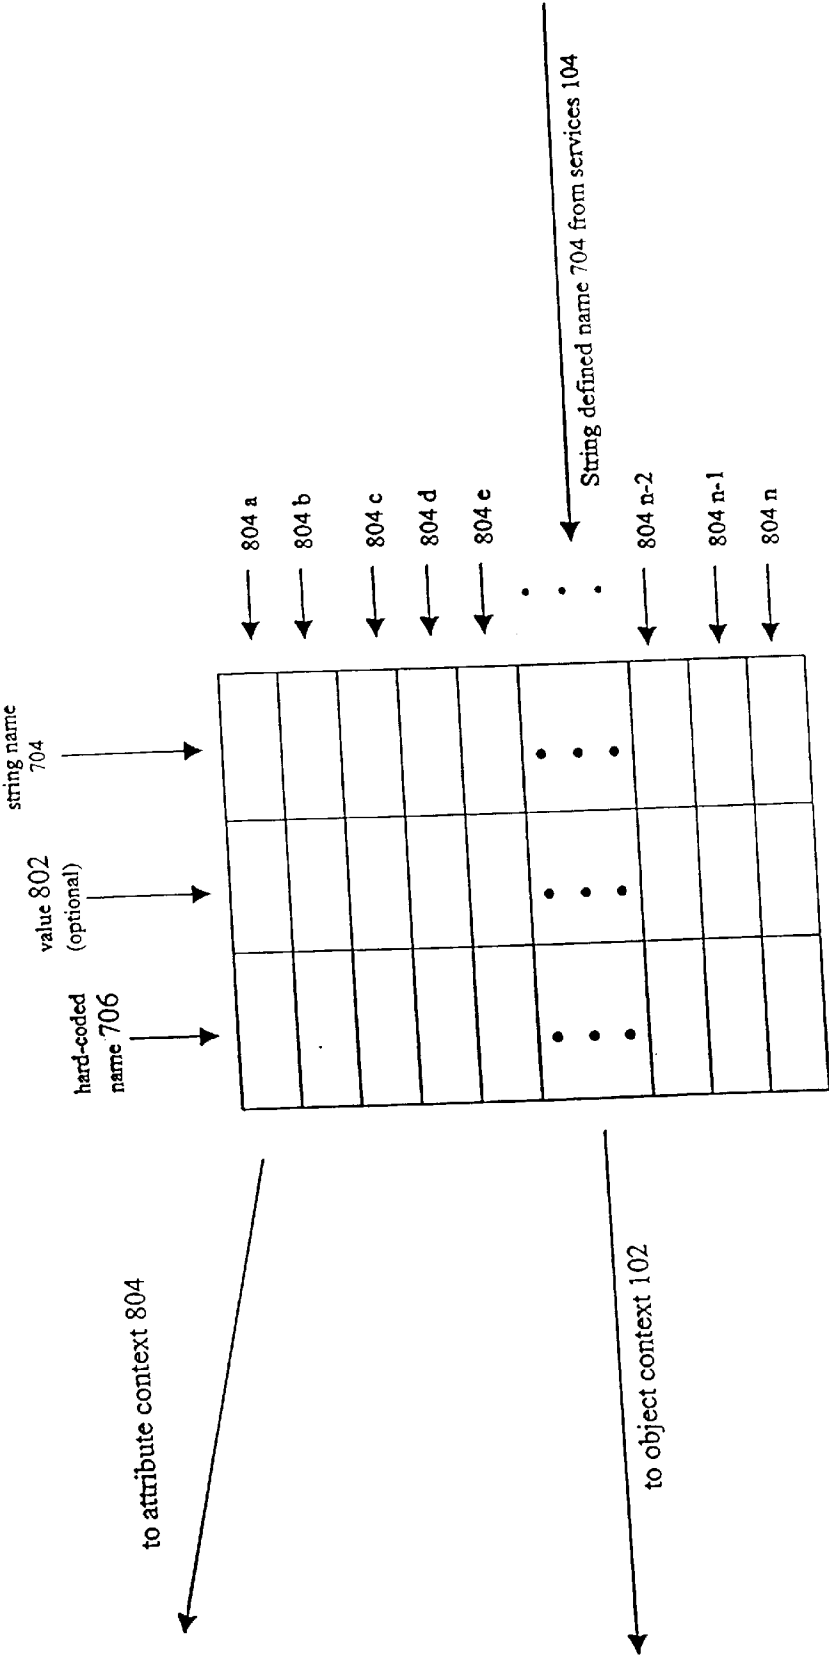 string name
704
value 802
(optional)
hard-coded
name 706
804 a
804 b
804 c
804 d
804 e
804 n-2
804 n-1
804 n
String defined name 704 from services 104
to attribute context 804
to object context 102